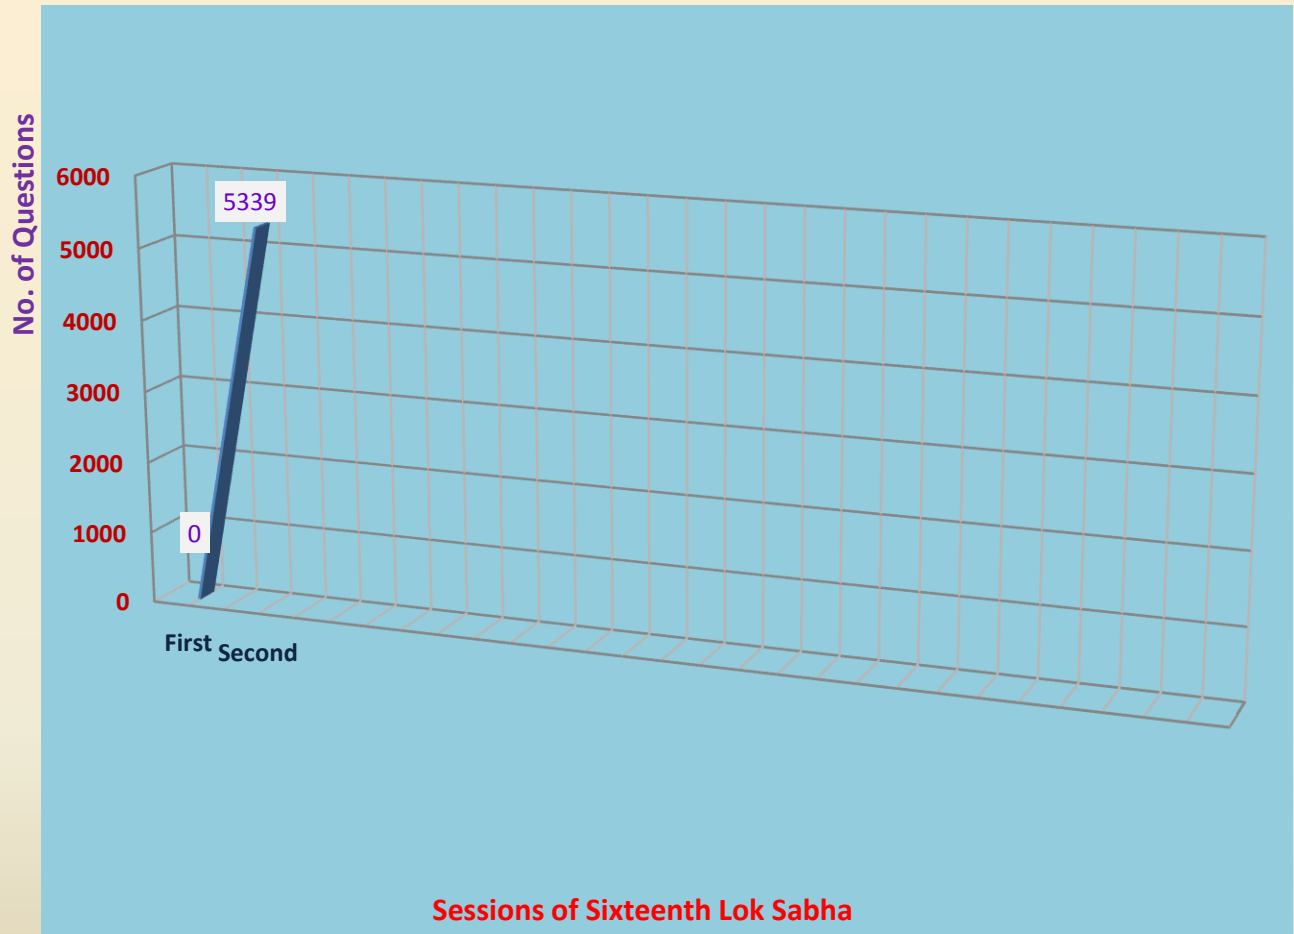 No. of Questions
6000
5000
4000
3000
2000
1000
0
5339
0
First
Second
Sessions of Sixteenth Lok Sabha